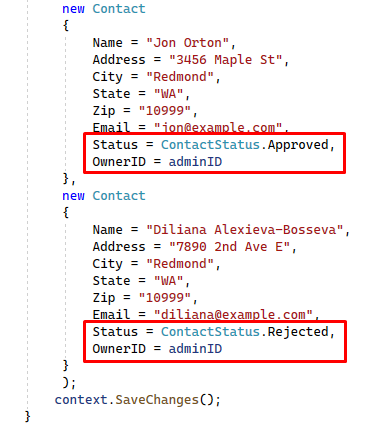 new Contact
{
Name = "Jon Orton",
Address = "3456 Maple St",
City = "Redmond",
State = "WA",
Zip = "10999",
Email = "jon@example.com",
Status = ContactStatus.Approved,
OwnerID = adminID
},
new Contact
{
Name = "Diliana Alexieva-Bosseva",
Address = "7890 2nd Ave E",
City = "Redmond",
State = "WA",
Zip = "10999",
Email = "diliana@example.com",
Status = ContactStatus.Rejected,
OwnerID = adminID
}
);
context.SaveChanges();
}